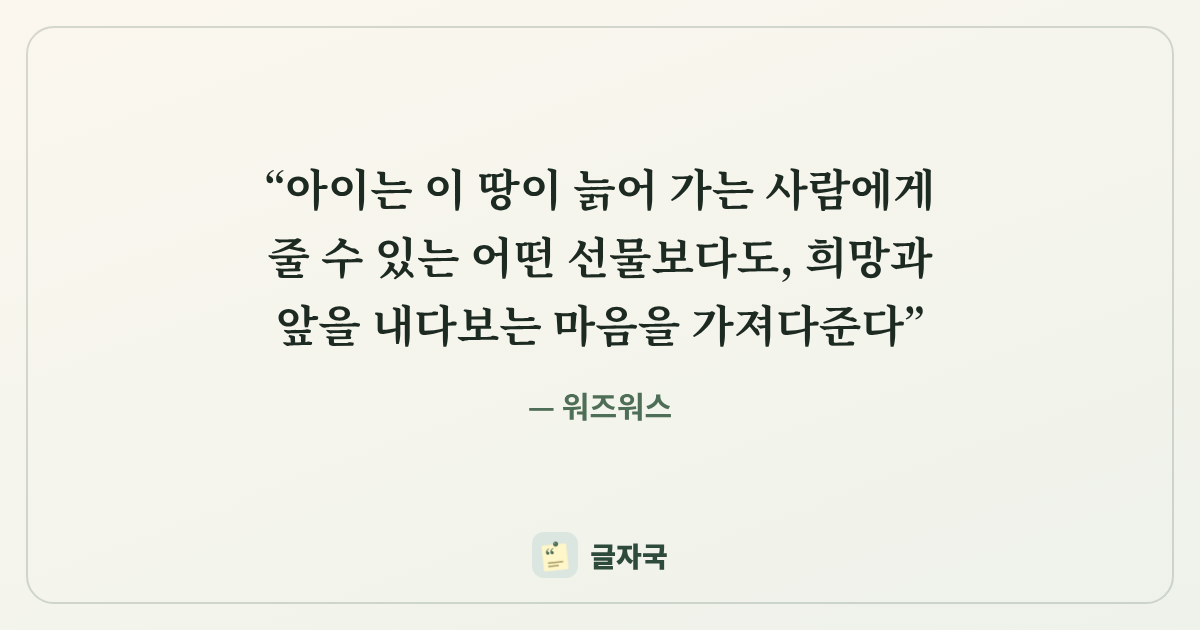 “아이는 이 땅이 늙어 가는 사람에게
줄 수 있는 어떤 선물보다도, 희망과
앞을 내다보는 마음을 가져다준다”
— 워즈워스
글자국